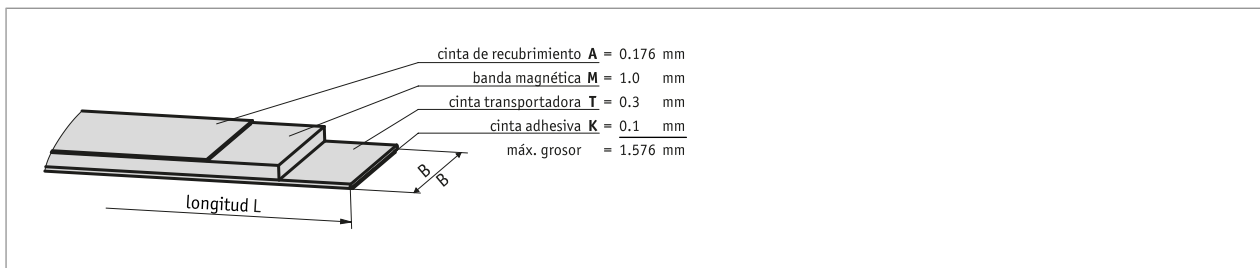 cinta de recubrimiento A = 0.176 mm
banda magnética M = 1.0 mm
cinta transportadora T = 0.3 mm
cinta adhesiva K = 0.1 mm
máx. grosor = 1.576 mm
B
B
longitud L